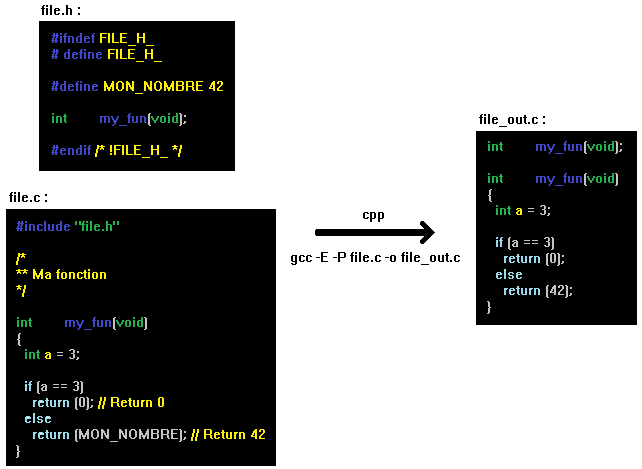 file.h :
#ifndef FILE_H_
# define FILE_H_
#define MON_NOMBRE 42
int my_fun(void);
#endif /* !FILE_H_ */
file.c :
#include "file.h"
/*
** Ma fonction
*/
int my_fun(void)
{
int a = 3;
if (a == 3)
return (0); // Return 0
else
return (MON_NOMBRE); // Return 42
}
cpp
gcc -E -P file.c -o file_out.c
file_out.c :
int my_fun(void);
int my_fun(void)
{
int a = 3;
if (a == 3)
return (0);
else
return (42);
}